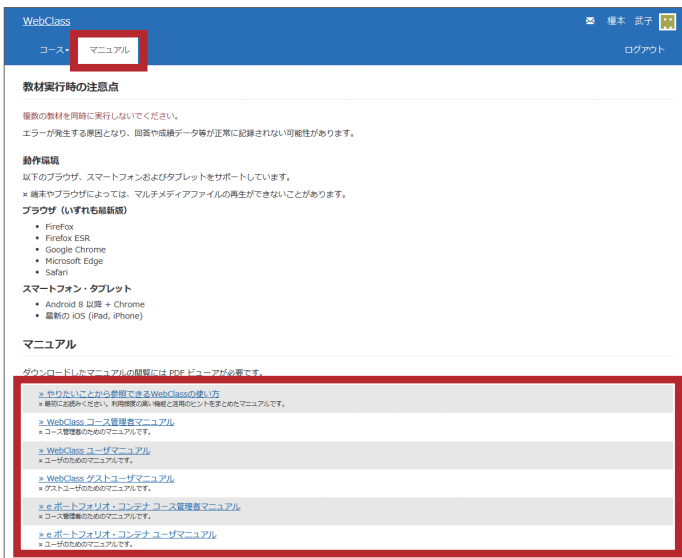 WebClass
榎本 武子
コース
マニュアル
ログアウト
教材実行時の注意点
複数の教材を同時に実行しないでください。
エラーが発生する原因となり、回答や成績データ等が正常に記録されない可能性があります。
動作環境
以下のブラウザ、スマートフォンおよびタブレットをサポートしています。
※ 端末やブラウザによっては、マルチメディアファイルの再生ができないことがあります。
ブラウザ（いずれも最新版）
• FireFox
• Firefox ESR
• Google Chrome
• Microsoft Edge
• Safari
スマートフォン・タブレット
• Android 8 以降 + Chrome
• 最新の iOS (iPad, iPhone)
マニュアル
ダウンロードしたマニュアルの閲覧には PDF ビューアが必要です。
» やりたいことから参照できるWebClassの使い方
※ 最初にお読みください。利用頻度の高い機能と活用のヒントをまとめたマニュアルです。
» WebClass コース管理者マニュアル
※ コース管理者のためのマニュアルです。
» WebClass ユーザマニュアル
※ ユーザのためのマニュアルです。
» WebClass ゲストユーザマニュアル
※ ゲストユーザのためのマニュアルです。
» e ポートフォリオ・コンテナ コース管理者マニュアル
※ コース管理者のためのマニュアルです。
» e ポートフォリオ・コンテナ ユーザマニュアル
※ ユーザのためのマニュアルです。